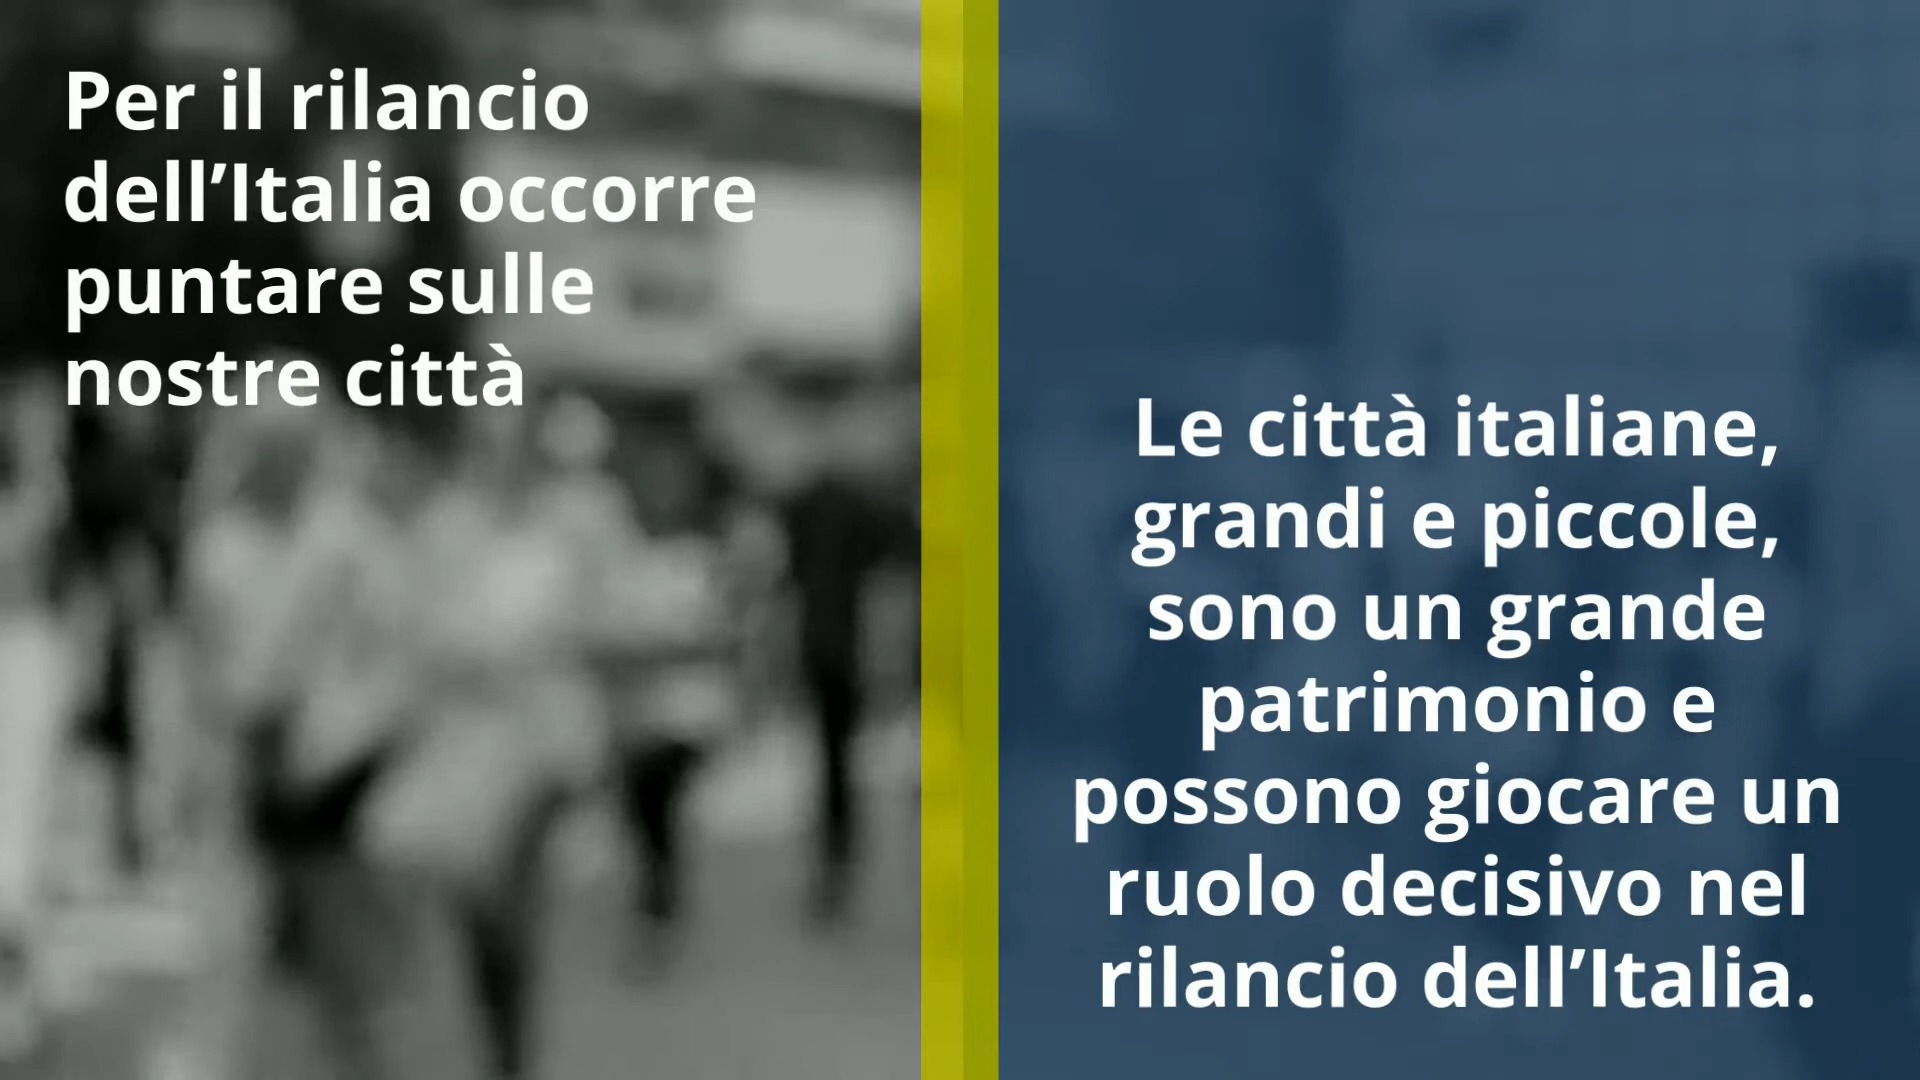 Per il rilancio
dell’Italia occorre
puntare sulle
nostre città
Le città italiane,
grandi e piccole,
sono un grande
patrimonio e
possono giocare un
ruolo decisivo nel
rilancio dell’Italia.